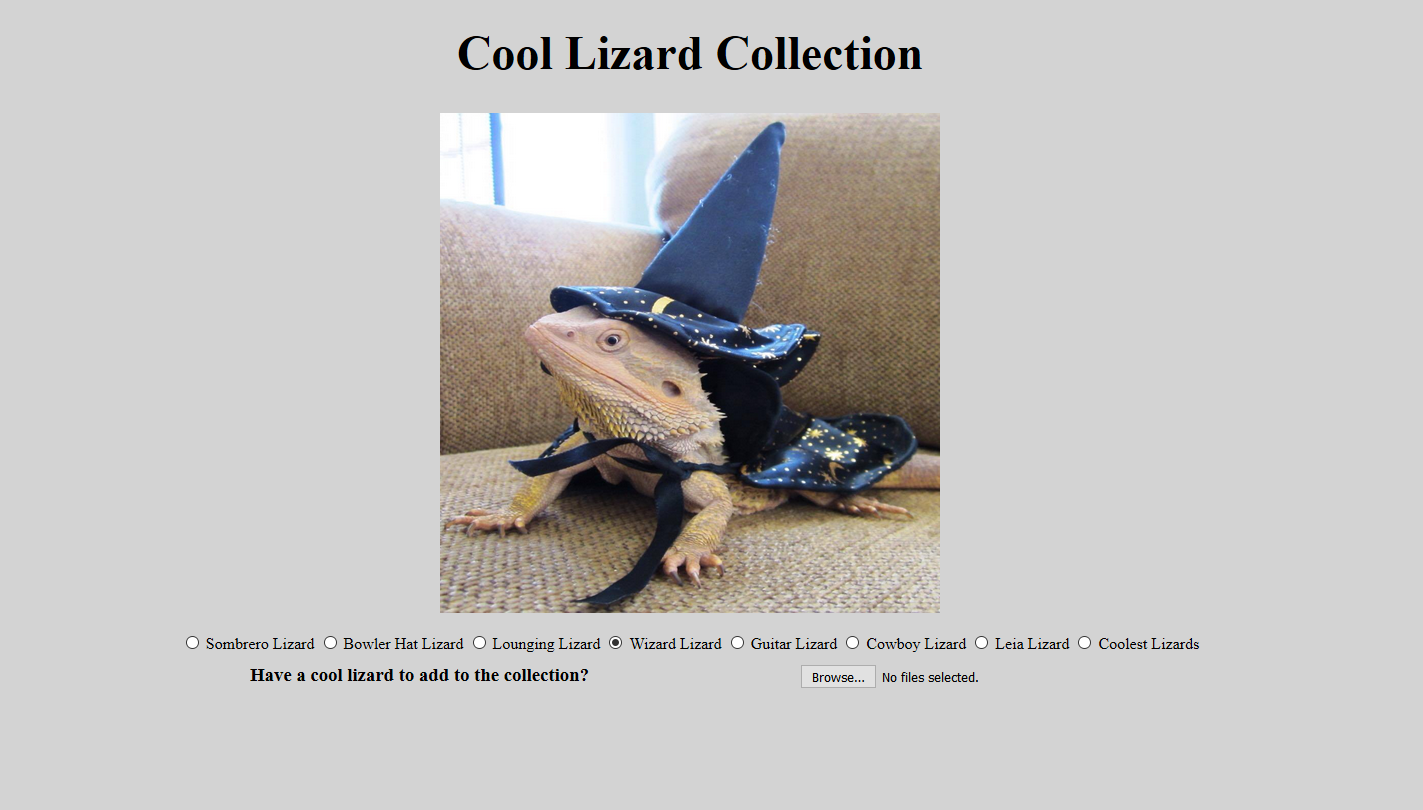 Cool Lizard Collection
Sombrero Lizard Bowler Hat Lizard Lounging Lizard Wizard Lizard Guitar Lizard Cowboy Lizard Leia Lizard Coolest Lizards
Have a cool lizard to add to the collection? Browse... No files selected.